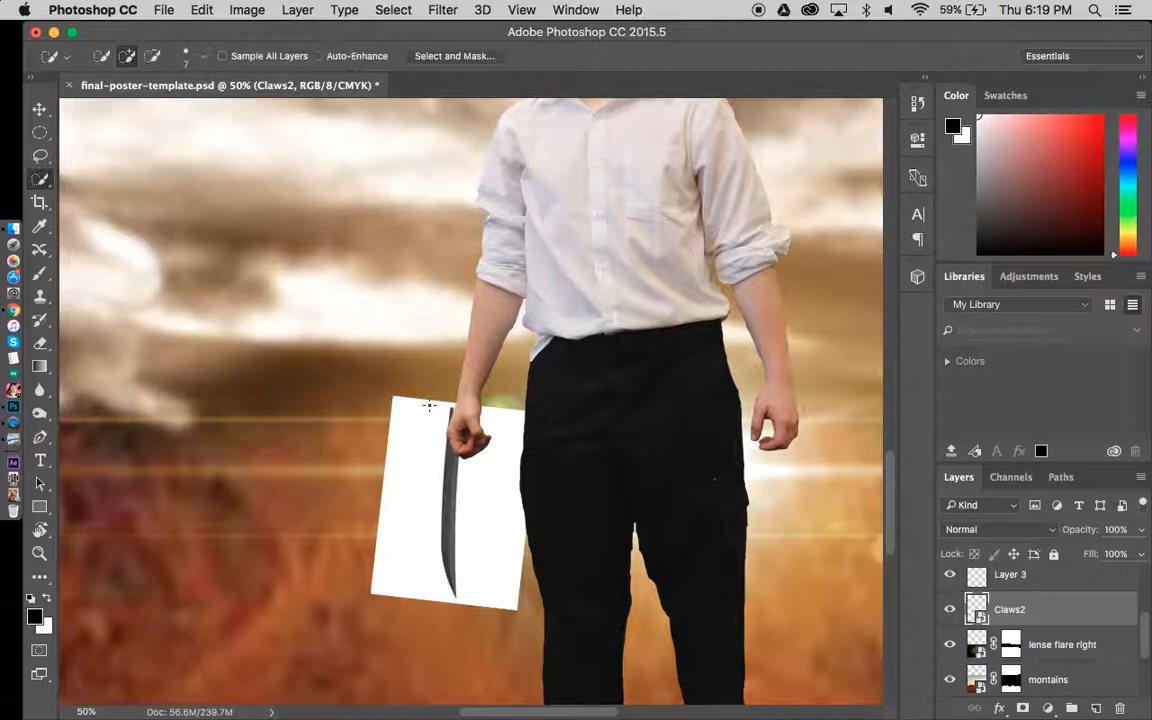 Photoshop CC File Edit Image Layer Type Select Filter 3D View Window Help 59% Thu 6:19 PM
Adobe Photoshop CC 2015.5
7 Sample All Layers Auto-Enhance Select and Mask... Essentials
final-poster-template.psd @ 50% (Claws2, RGB/8/CMYK) *
Color Swatches
Libraries Adjustments Styles
My Library
Colors
Layers Channels Paths
Kind
Normal Opacity: 100%
Lock: Fill: 100%
Layer 3
Claws2
lense flare right
montains
50% Doc: 56.6M/239.7M